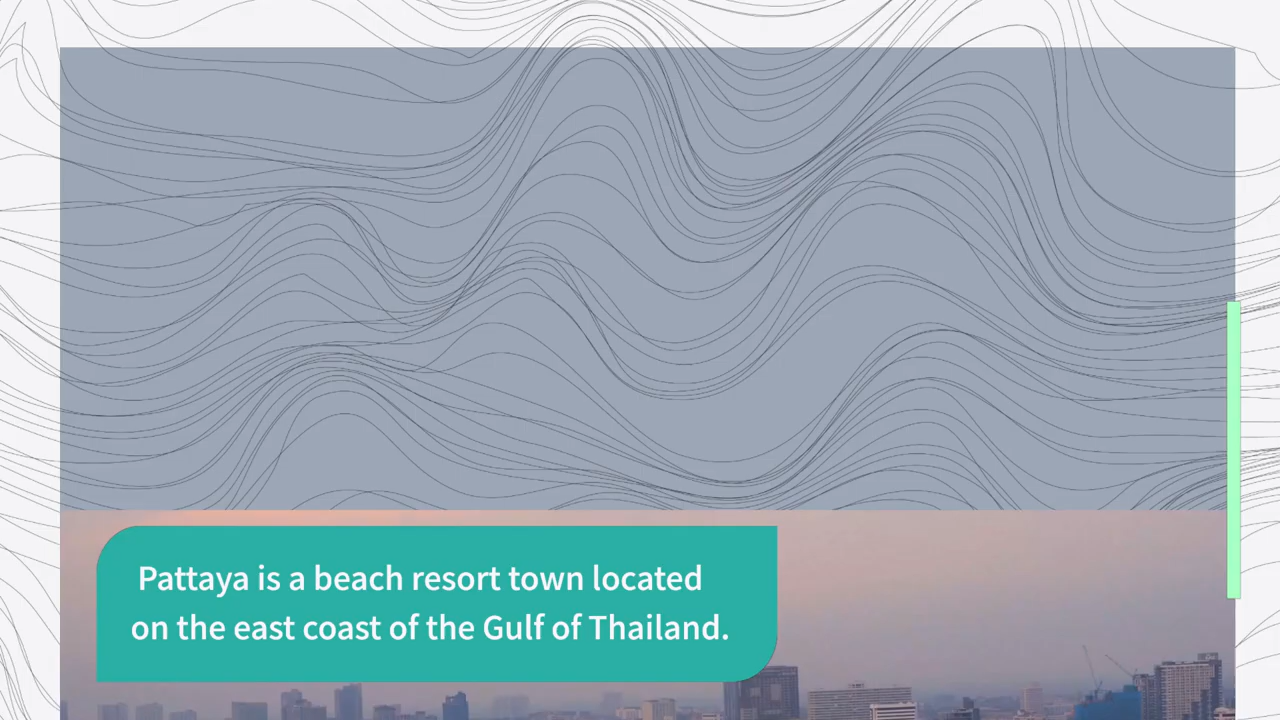 Pattaya is a beach resort town located
on the east coast of the Gulf of Thailand.